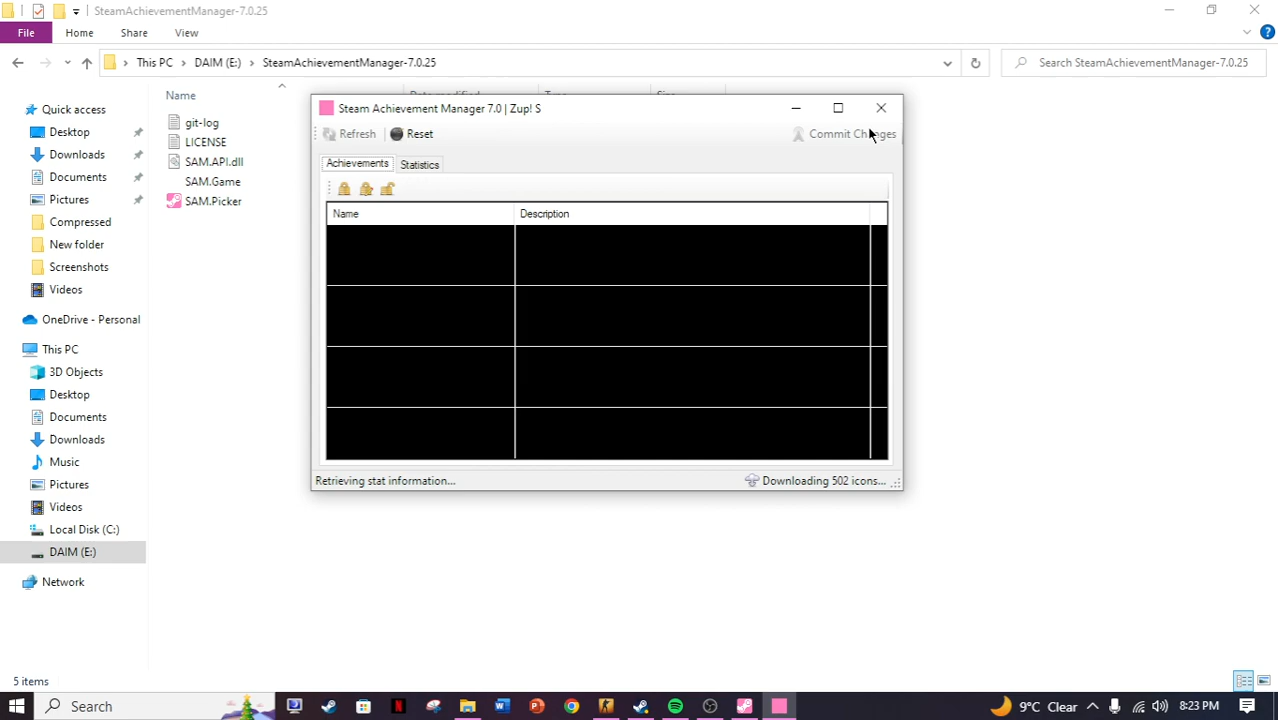 SteamAchievementManager-7.0.25
File Home Share View
This PC DAIM (E:) SteamAchievementManager-7.0.25
Search SteamAchievementManager-7.0.25
Quick access
Desktop
Downloads
Documents
Pictures
Compressed
New folder
Screenshots
Videos
OneDrive - Personal
This PC
3D Objects
Desktop
Documents
Downloads
Music
Pictures
Videos
Local Disk (C:)
DAIM (E:)
Network
Name
git-log
LICENSE
SAM.API.dll
SAM.Game
SAM.Picker
Steam Achievement Manager 7.0 | Zup! S
Refresh Reset Commit Changes
Achievements Statistics
Name Description
Retrieving stat information... Downloading 502 icons...
5 items
Search 9°C Clear 8:23 PM